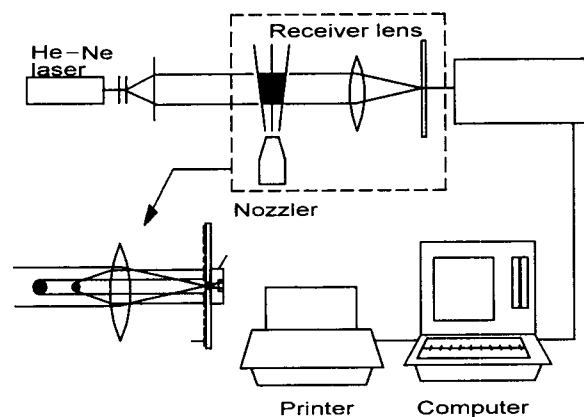 Receiver lens
He–Ne
laser
Nozzler
Printer
Computer